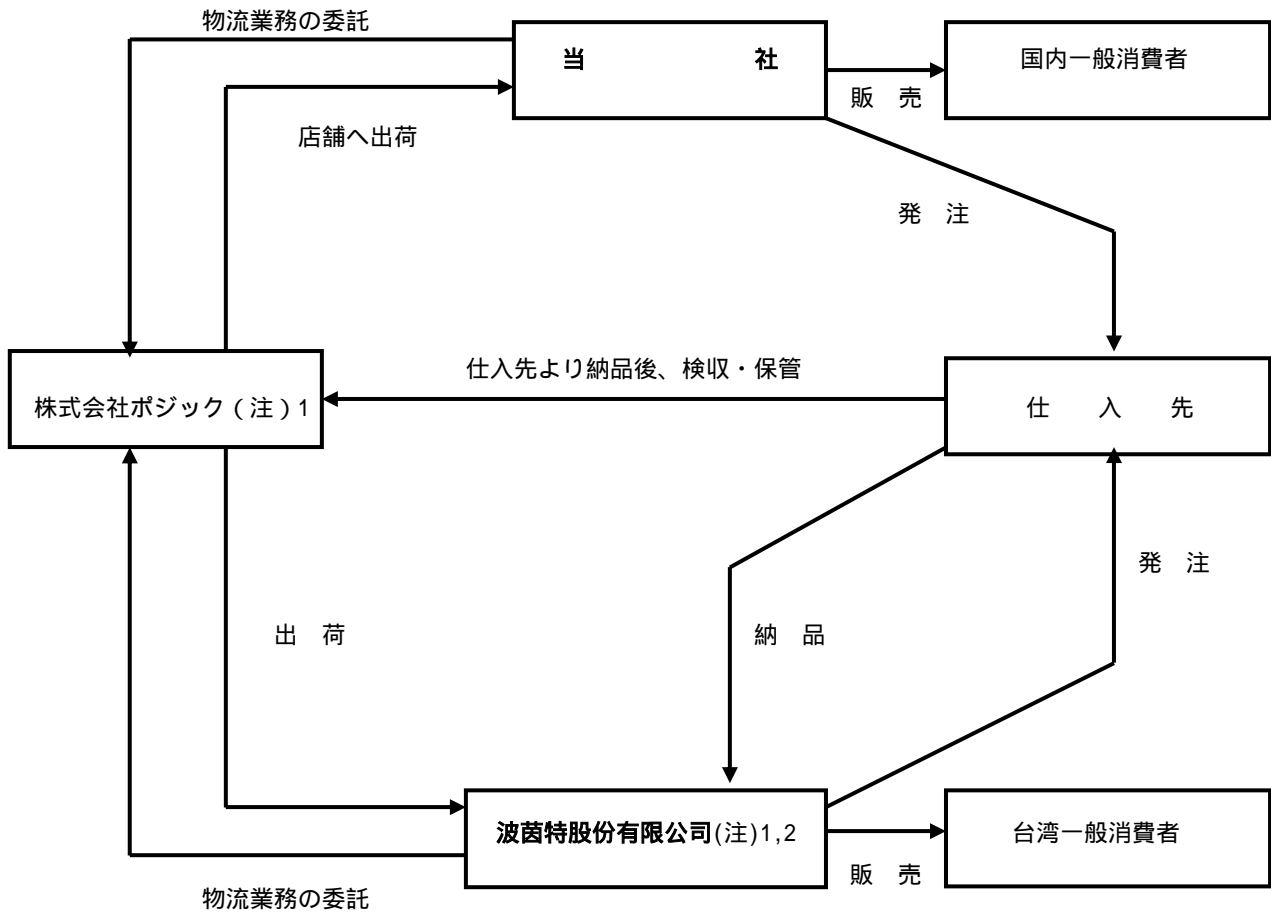 物流業務の委託
当　　　　社
国内一般消費者
販　売
店舗へ出荷
発　注
仕入先より納品後、検収・保管
株式会社ポジック（注）1
仕　入　先
発　注
出　荷
納　品
波茵特股份有限公司(注)1,2
台湾一般消費者
販　売
物流業務の委託